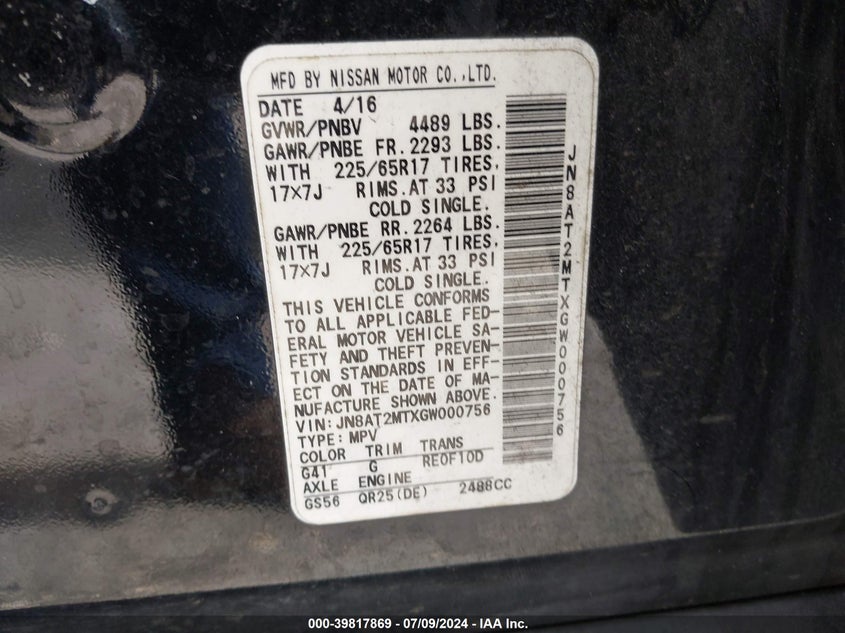 MFD BY NISSAN MOTOR CO.,LTD.
DATE 4/16
GVWR/PNBV 4489 LBS.
GAWR/PNBE FR. 2293 LBS.
WITH 225/65R17 TIRES.
17×7J RIMS.AT 33 PSI
COLD SINGLE.
GAWR/PNBE RR. 2264 LBS.
WITH 225/65R17 TIRES.
17×7J RIMS.AT 33 PSI
COLD SINGLE.
THIS VEHICLE CONFORMS
TO ALL APPLICABLE FED-
ERAL MOTOR VEHICLE SA-
FETY AND THEFT PREVEN-
TION STANDARDS IN EFF-
ECT ON THE DATE OF MA-
NUFACTURE SHOWN ABOVE.
VIN:JN8AT2MTXGW000756
TYPE:MPV
COLOR TRIM TRANS
G41 G RE0F10D
AXLE ENGINE
GS56 QR25(DE) 2488CC
JN8AT2MTXGW000756
000-39817869 | 07/09/2024 | IAA Inc.